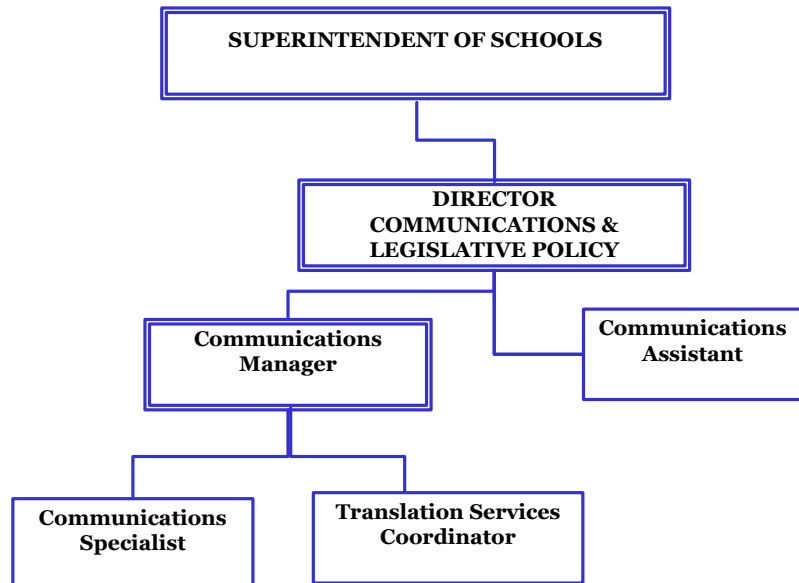 SUPERINTENDENT OF SCHOOLS
DIRECTOR
COMMUNICATIONS &
LEGISLATIVE POLICY
Communications
Manager
Communications
Assistant
Communications
Specialist
Translation Services
Coordinator